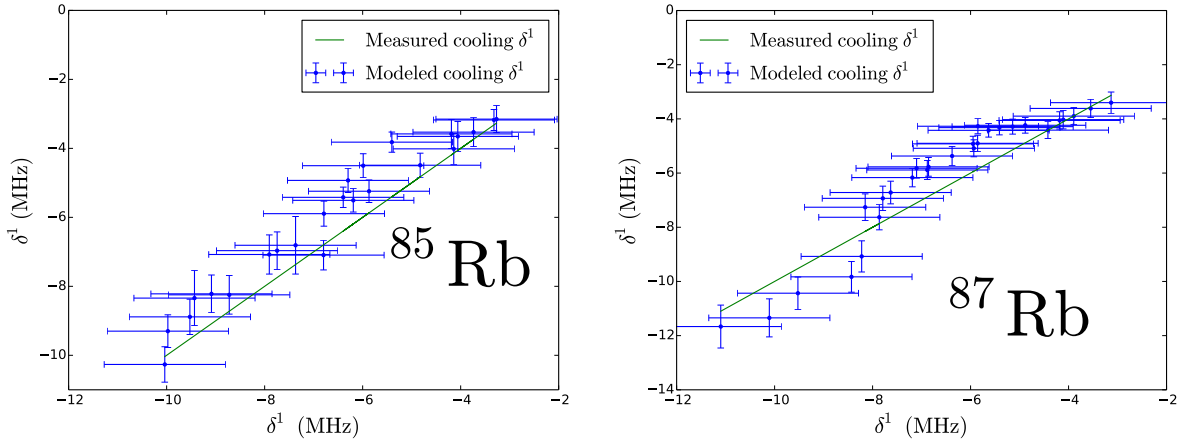 0
−2
−4
−6
−8
−10
δ¹ (MHz)
Measured cooling δ¹
Modeled cooling δ¹
⁸⁵Rb
−12 −10 −8 −6 −4 −2
δ¹ (MHz)
0
−2
−4
−6
−8
−10
−12
−14
δ¹ (MHz)
Measured cooling δ¹
Modeled cooling δ¹
⁸⁷Rb
−12 −10 −8 −6 −4 −2
δ¹ (MHz)